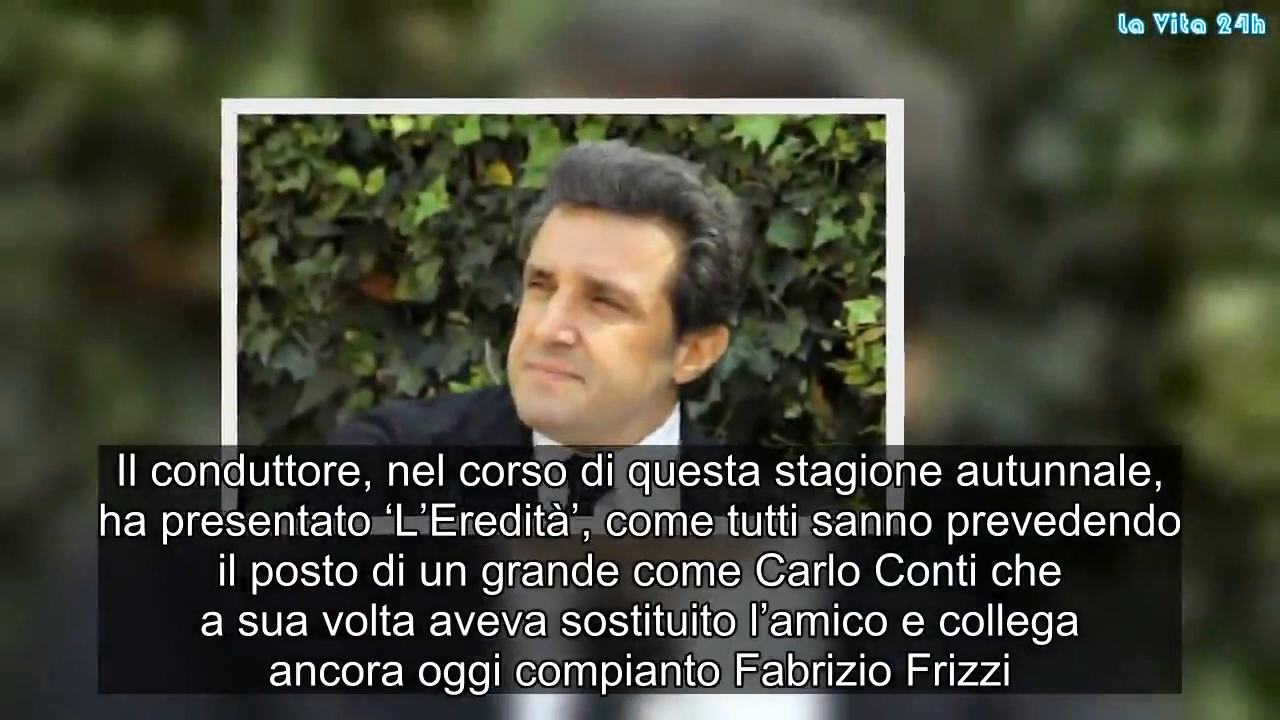 La Vita 24h
Il conduttore, nel corso di questa stagione autunnale,
ha presentato ‘L’Eredità’, come tutti sanno prevedendo
il posto di un grande come Carlo Conti che
a sua volta aveva sostituito l’amico e collega
ancora oggi compianto Fabrizio Frizzi